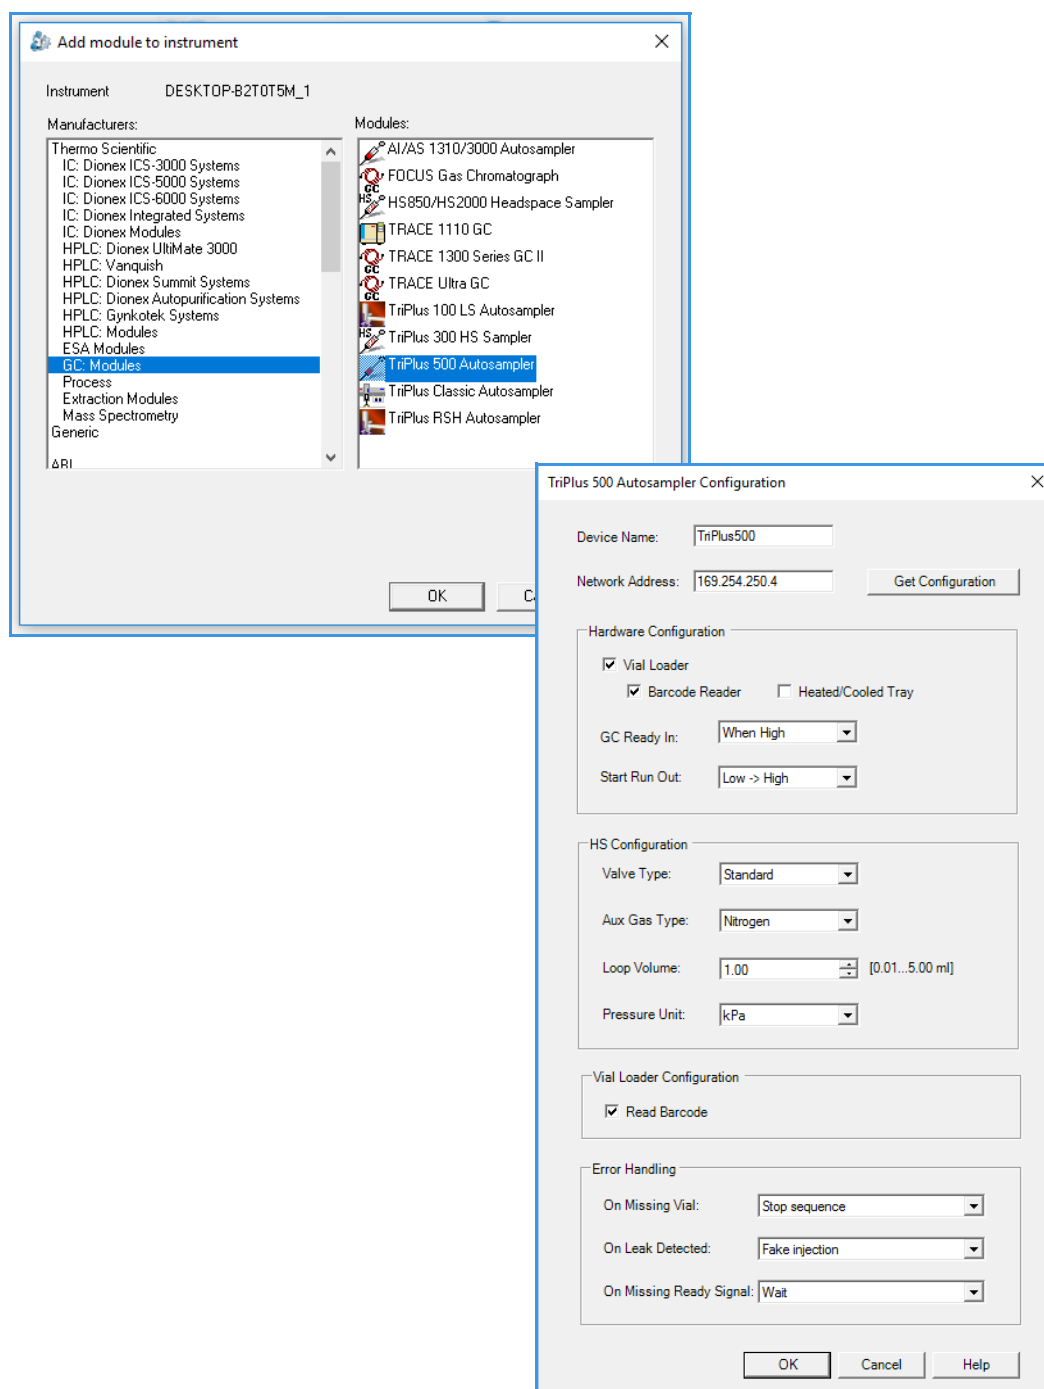 Add module to instrument
Instrument DESKTOP-B2T0T5M_1
Manufacturers:
Thermo Scientific
IC: Dionex ICS-3000 Systems
IC: Dionex ICS-5000 Systems
IC: Dionex ICS-6000 Systems
IC: Dionex Integrated Systems
IC: Dionex Modules
HPLC: Dionex UltiMate 3000
HPLC: Vanquish
HPLC: Dionex Summit Systems
HPLC: Dionex Autopurification Systems
HPLC: Gynkotek Systems
HPLC: Modules
ESA Modules
GC: Modules
Process
Extraction Modules
Mass Spectrometry
Generic
Modules:
AI/AS 1310/3000 Autosampler
FOCUS Gas Chromatograph
GC
HS
HS850/HS2000 Headspace Sampler
TRACE 1110 GC
TRACE 1300 Series GC II
GC
TRACE Ultra GC
GC
TriPlus 100 LS Autosampler
HS
TriPlus 300 HS Sampler
TriPlus 500 Autosampler
TriPlus Classic Autosampler
TriPlus RSH Autosampler
OK
TriPlus 500 Autosampler Configuration
Device Name: TriPlus500
Network Address: 169.254.250.4 Get Configuration
Hardware Configuration
Vial Loader
Barcode Reader Heated/Cooled Tray
GC Ready In: When High
Start Run Out: Low -> High
HS Configuration
Valve Type: Standard
Aux Gas Type: Nitrogen
Loop Volume: 1.00 [0.01...5.00 ml]
Pressure Unit: kPa
Vial Loader Configuration
Read Barcode
Error Handling
On Missing Vial: Stop sequence
On Leak Detected: Fake injection
On Missing Ready Signal: Wait
OK Cancel Help